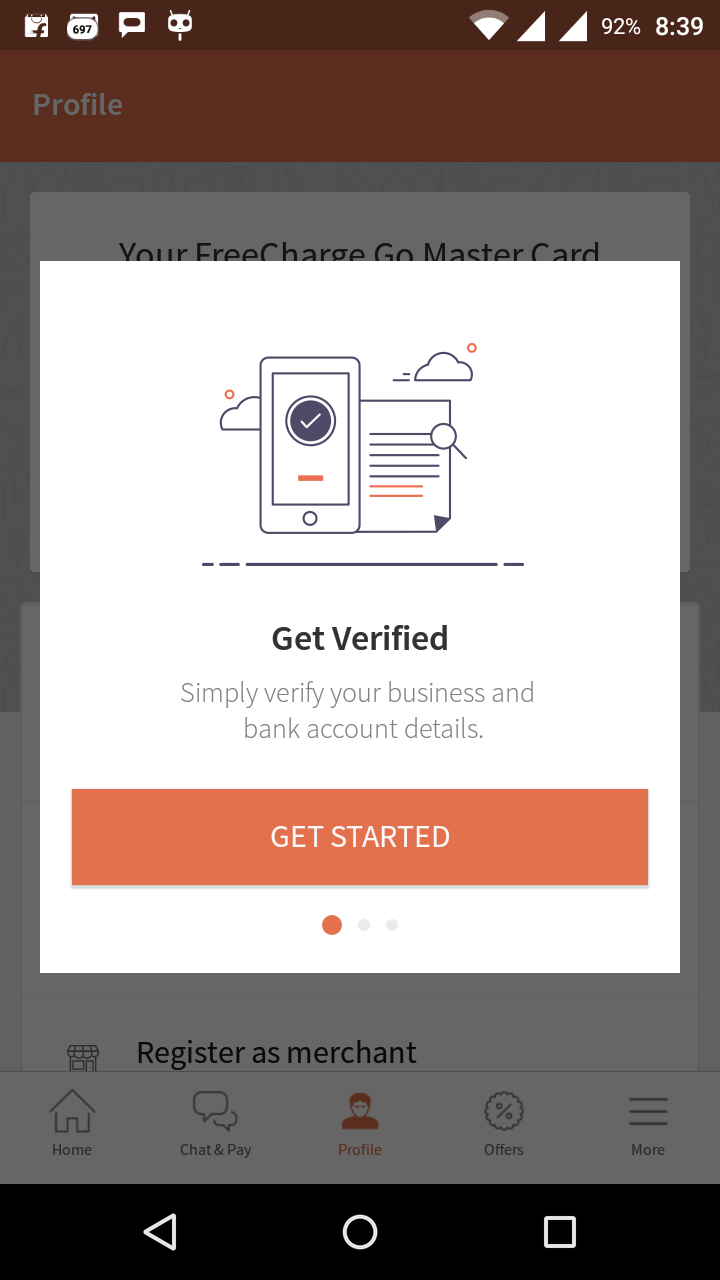 697
92% 8:39
Profile
Your FreeCharge Go Master Card
Get Verified
Simply verify your business and
bank account details.
GET STARTED
Register as merchant
Home Chat & Pay Profile Offers More